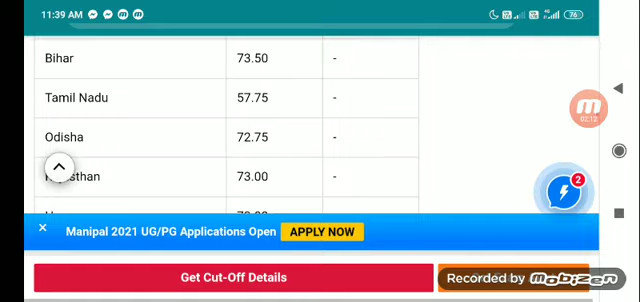 11:39 AM 76
Bihar 73.50 -
Tamil Nadu 57.75 -
Odisha 72.75 -
02:12
73.00 -
2
× Manipal 2021 UG/PG Applications Open APPLY NOW
Get Cut-Off Details
Recorded by mobizen